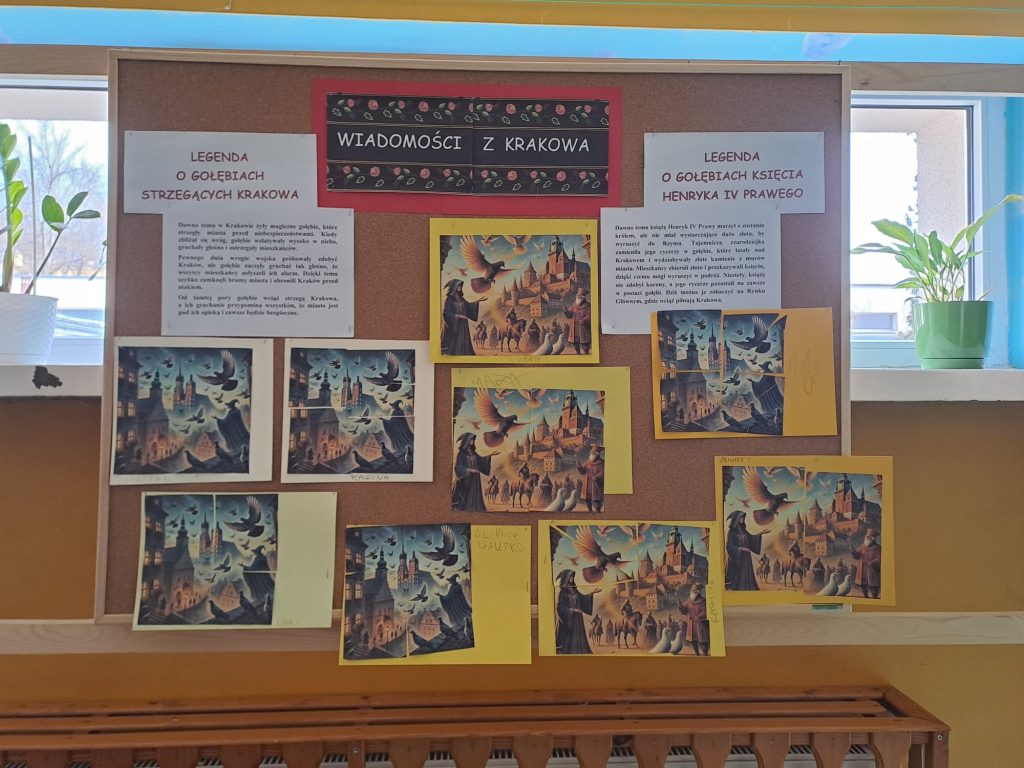 WIADOMOŚCI Z KRAKOWA
LEGENDA
O GOŁĘBIACH
STRZEGĄCYCH KRAKOWA
Dawno temu w Krakowie żyły magiczne gołębie, które
strzegły miasta przed niebezpieczeństwami. Kiedy
zbliżał się wróg, gołębie wzlatywały wysoko w niebo,
gruchały głośno i ostrzegały mieszkańców.
Pewnego dnia wrogie wojska próbowały zdobyć
Kraków, ale gołębie zaczęły gruchać tak głośno, że
wszyscy mieszkańcy usłyszeli ich alarm. Dzięki temu
szybko zamknęli bramy miasta i obronili Kraków przed
atakiem.
Od tamtej pory gołębie wciąż strzegą Krakowa,
a ich gruchanie przypomina wszystkim, że miasto jest
pod ich opieką i zawsze będzie bezpieczne.
LEGENDA
O GOŁĘBIACH KSIĘCIA
HENRYKA IV PRAWEGO
Dawno temu książę Henryk IV Prawy marzył o zostaniu
królem, ale nie miał wystarczająco dużo złota, by
wyruszyć do Rzymu. Tajemnicza czarodziejka
zamieniła jego rycerzy w gołębie, które latały nad
Krakowem i wydziobywały złote kamienie z murów
miasta. Mieszkańcy zbierali złoto i przekazywali księciu,
dzięki czemu mógł wyruszyć w podróż. Niestety, książę
nie zdobył korony, a jego rycerze pozostali na zawsze
w postaci gołębi. Dziś można je zobaczyć na Rynku
Głównym, gdzie wciąż pilnują Krakowa.
KALINA